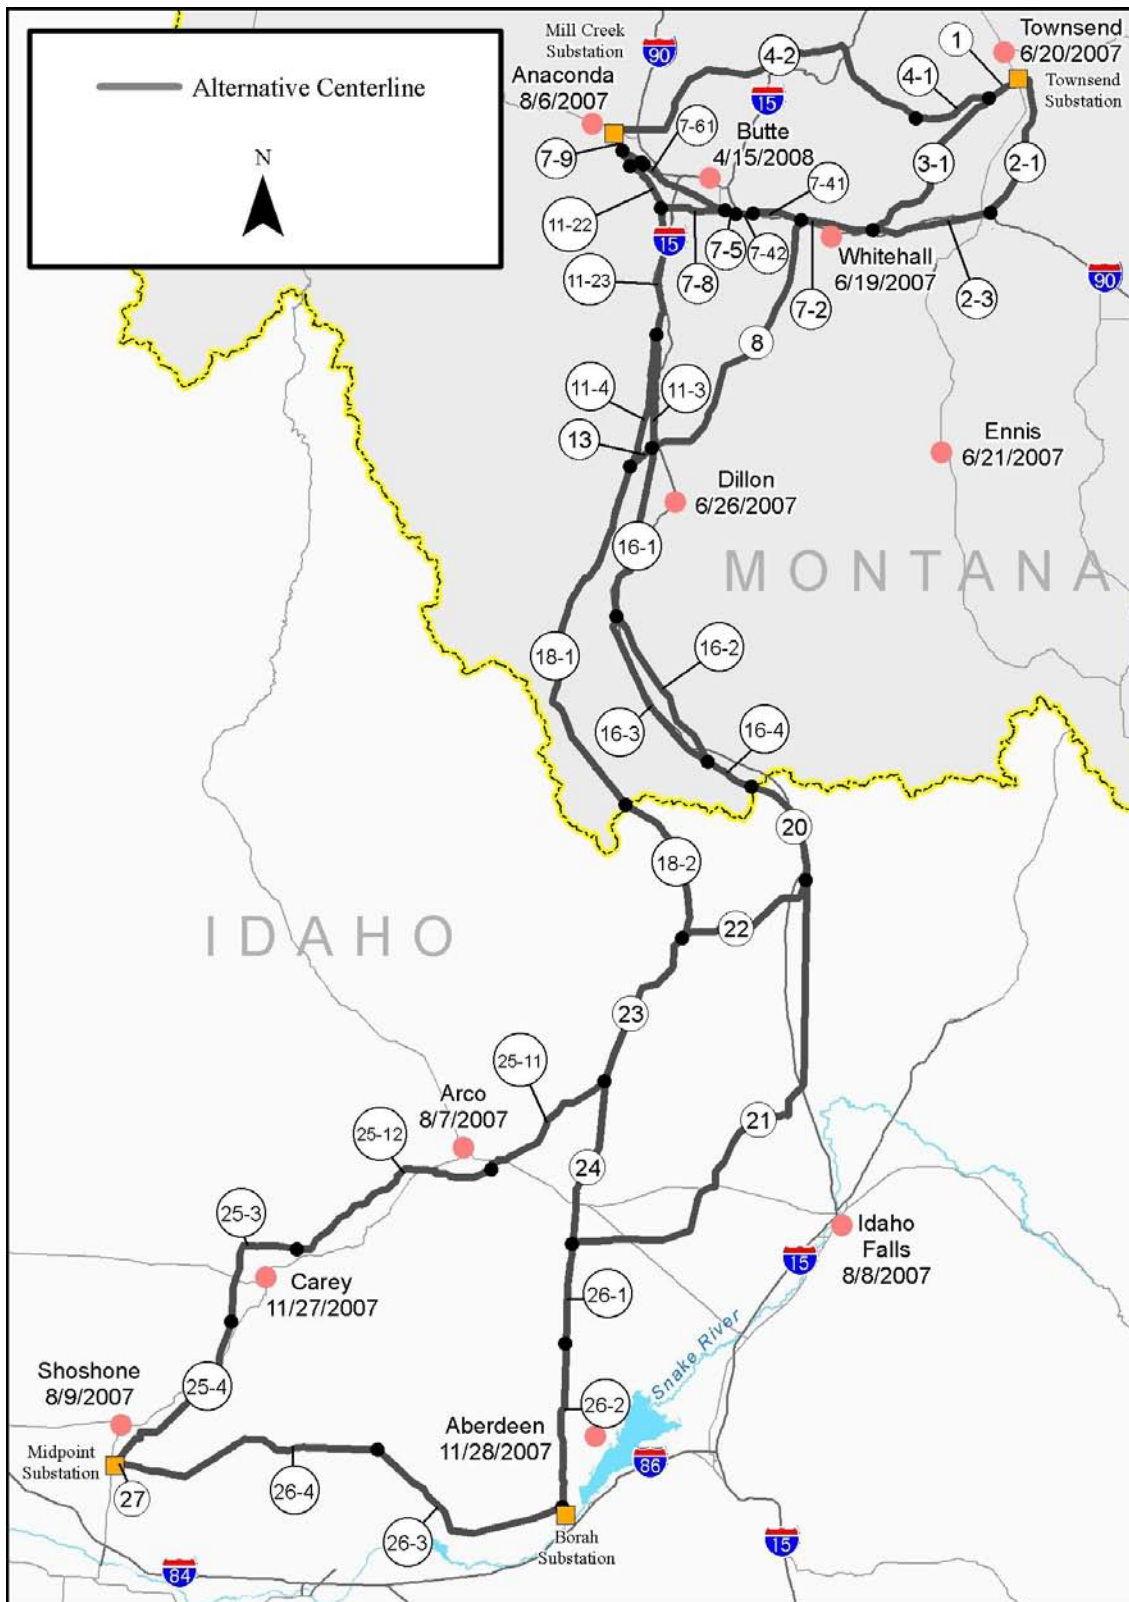 Alternative Centerline
N
Mill Creek
Substation
90
4-2
1
Townsend
6/20/2007
Townsend
Substation
Anaconda
8/6/2007
15
4-1
7-61
Butte
4/15/2008
7-9
7-41
3-1
2-1
11-22
15
7-8
7-5
7-42
Whitehall
6/19/2007
7-2
2-3
90
11-23
8
11-4
11-3
13
Ennis
6/21/2007
Dillon
6/26/2007
16-1
MONTANA
18-1
16-2
16-3
16-4
20
18-2
IDAHO
22
23
25-11
Arco
8/7/2007
25-12
21
24
25-3
Idaho
Falls
8/8/2007
15
Carey
11/27/2007
26-1
Snake River
Shoshone
8/9/2007
25-4
26-2
Aberdeen
11/28/2007
86
Midpoint
Substation
27
26-4
26-3
Borah
Substation
15
84